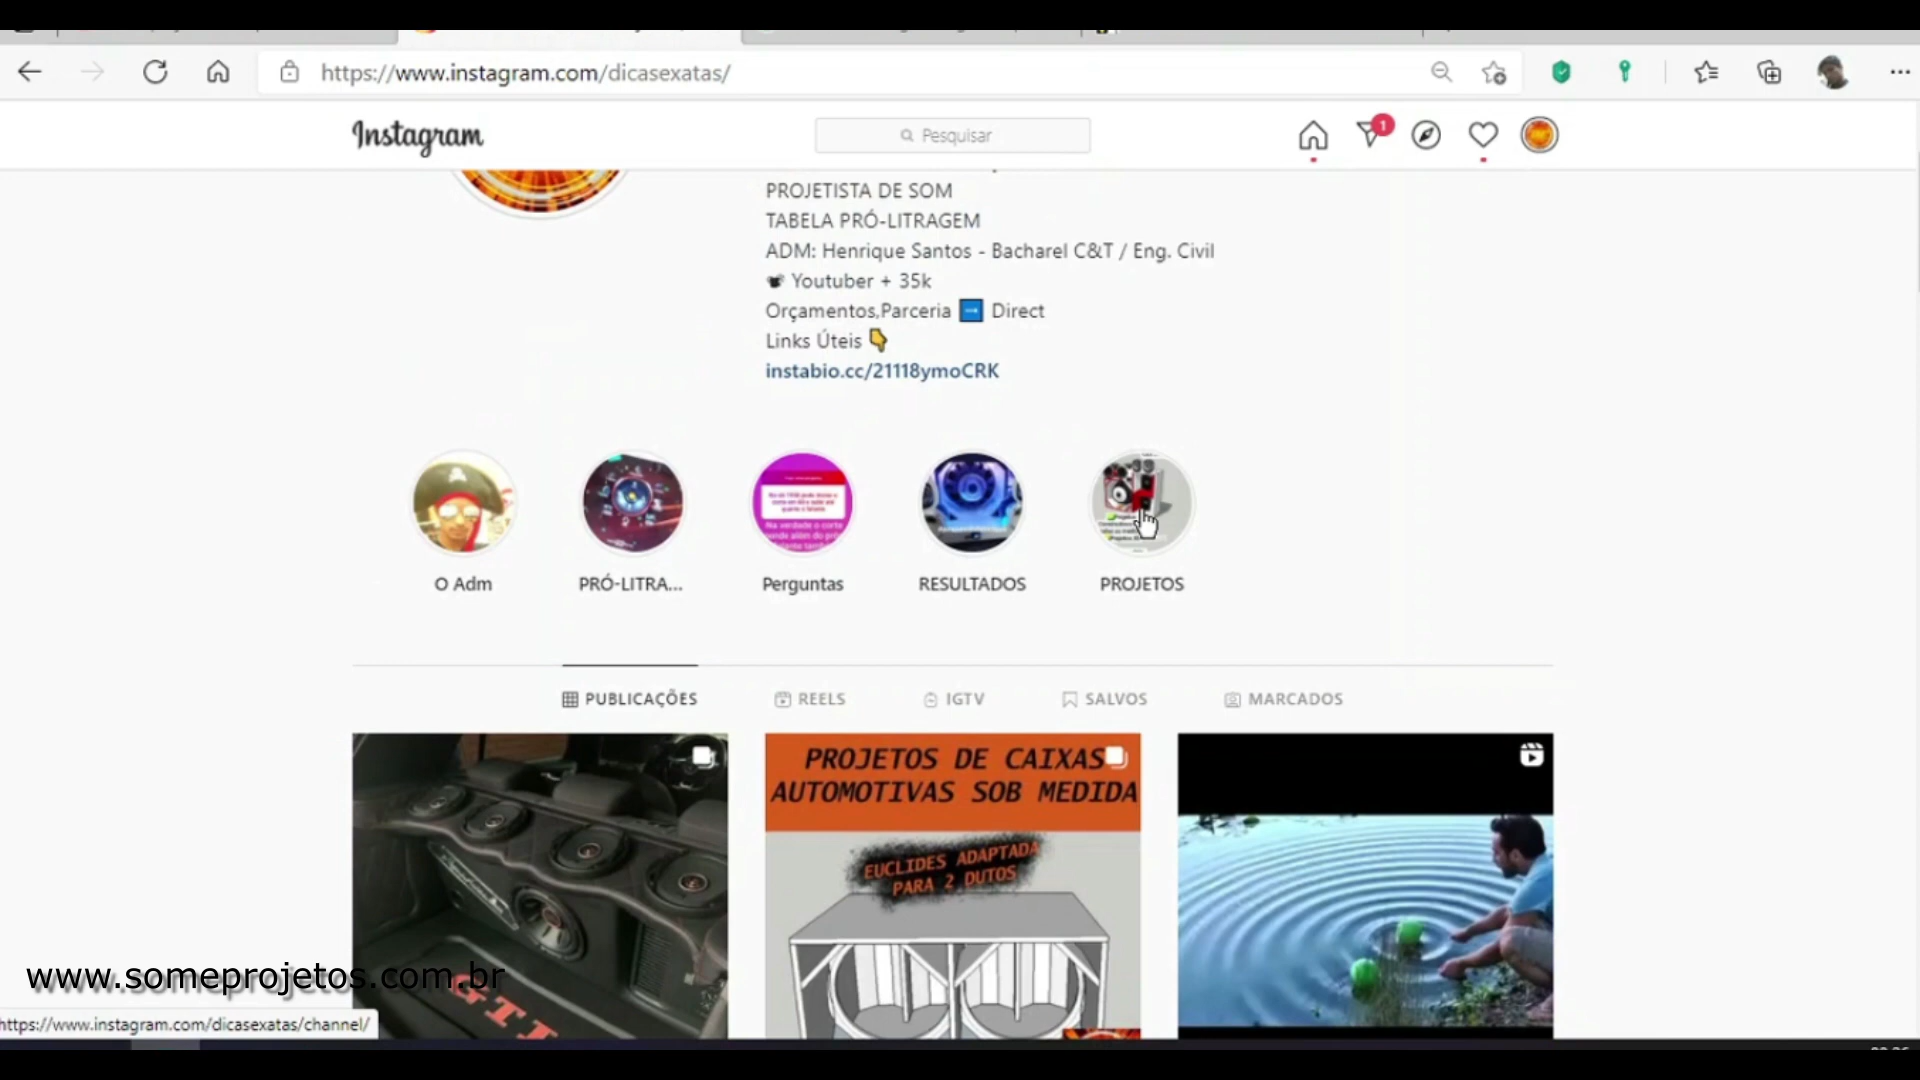 https://www.instagram.com/dicasexatas/
Instagram
Pesquisar
1
PROJETISTA DE SOM
TABELA PRÓ-LITRAGEM
ADM: Henrique Santos - Bacharel C&T / Eng. Civil
Youtuber + 35k
Orçamentos,Parceria ➡ Direct
Links Úteis 👇
instabio.cc/21118ymoCRK
O Adm
PRÓ-LITRA...
Perguntas
RESULTADOS
PROJETOS
PUBLICAÇÕES
REELS
IGTV
SALVOS
MARCADOS
PROJETOS DE CAIXAS
AUTOMOTIVAS SOB MEDIDA
EUCLIDES ADAPTADA
PARA 2 DUTOS
GTI
www.someprojetos.com.br
https://www.instagram.com/dicasexatas/channel/